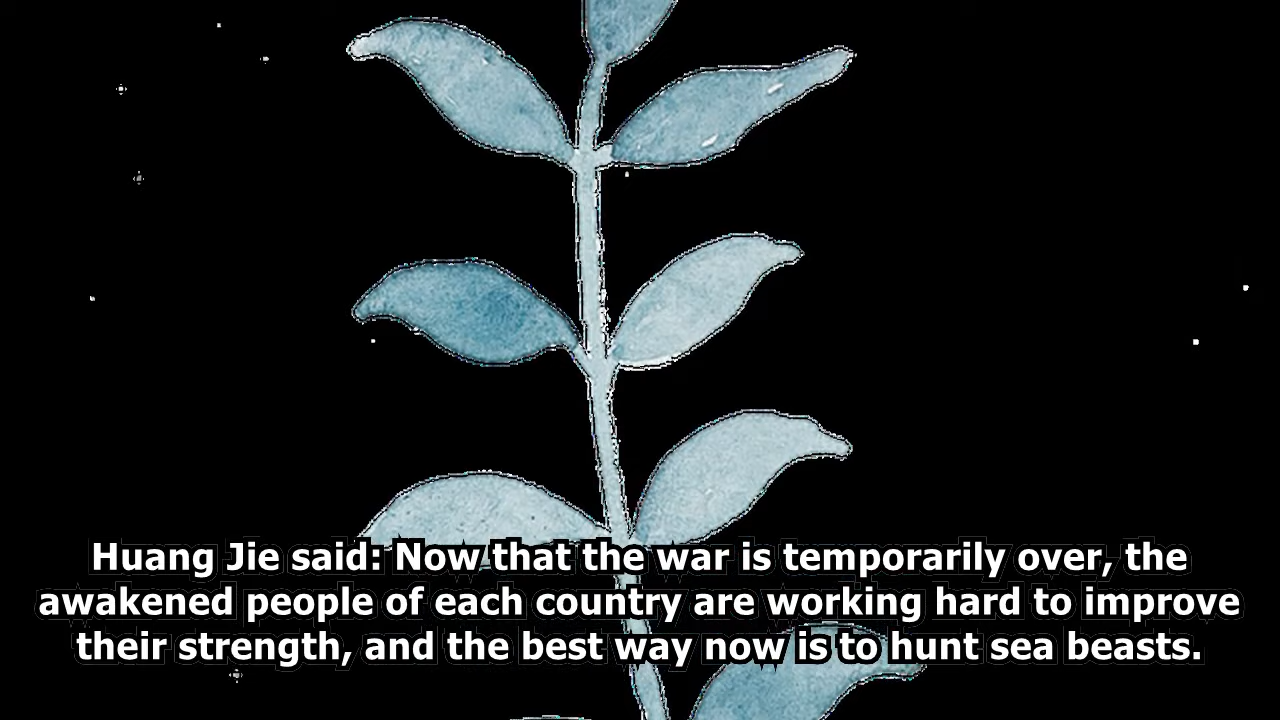 Huang Jie said: Now that the war is temporarily over, the
awakened people of each country are working hard to improve
their strength, and the best way now is to hunt sea beasts.